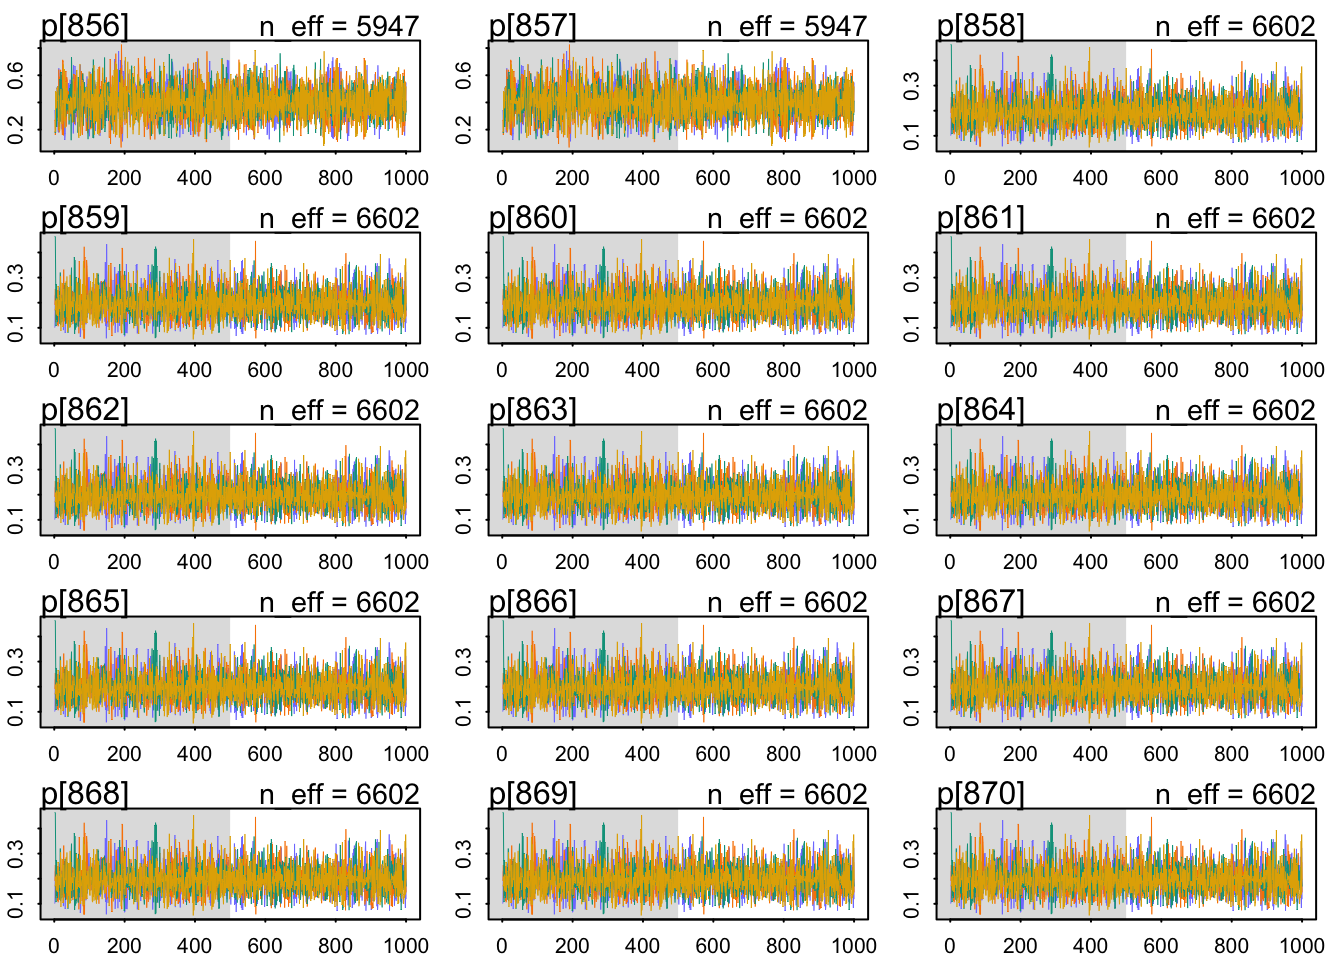 p[856] n_eff = 5947 p[857] n_eff = 5947 p[858] n_eff = 6602
0.2 0.6 0.2 0.6 0.1 0.3
0 200 400 600 800 1000 0 200 400 600 800 1000 0 200 400 600 800 1000
p[859] n_eff = 6602 p[860] n_eff = 6602 p[861] n_eff = 6602
0.1 0.3 0.1 0.3 0.1 0.3
0 200 400 600 800 1000 0 200 400 600 800 1000 0 200 400 600 800 1000
p[862] n_eff = 6602 p[863] n_eff = 6602 p[864] n_eff = 6602
0.1 0.3 0.1 0.3 0.1 0.3
0 200 400 600 800 1000 0 200 400 600 800 1000 0 200 400 600 800 1000
p[865] n_eff = 6602 p[866] n_eff = 6602 p[867] n_eff = 6602
0.1 0.3 0.1 0.3 0.1 0.3
0 200 400 600 800 1000 0 200 400 600 800 1000 0 200 400 600 800 1000
p[868] n_eff = 6602 p[869] n_eff = 6602 p[870] n_eff = 6602
0.1 0.3 0.1 0.3 0.1 0.3
0 200 400 600 800 1000 0 200 400 600 800 1000 0 200 400 600 800 1000